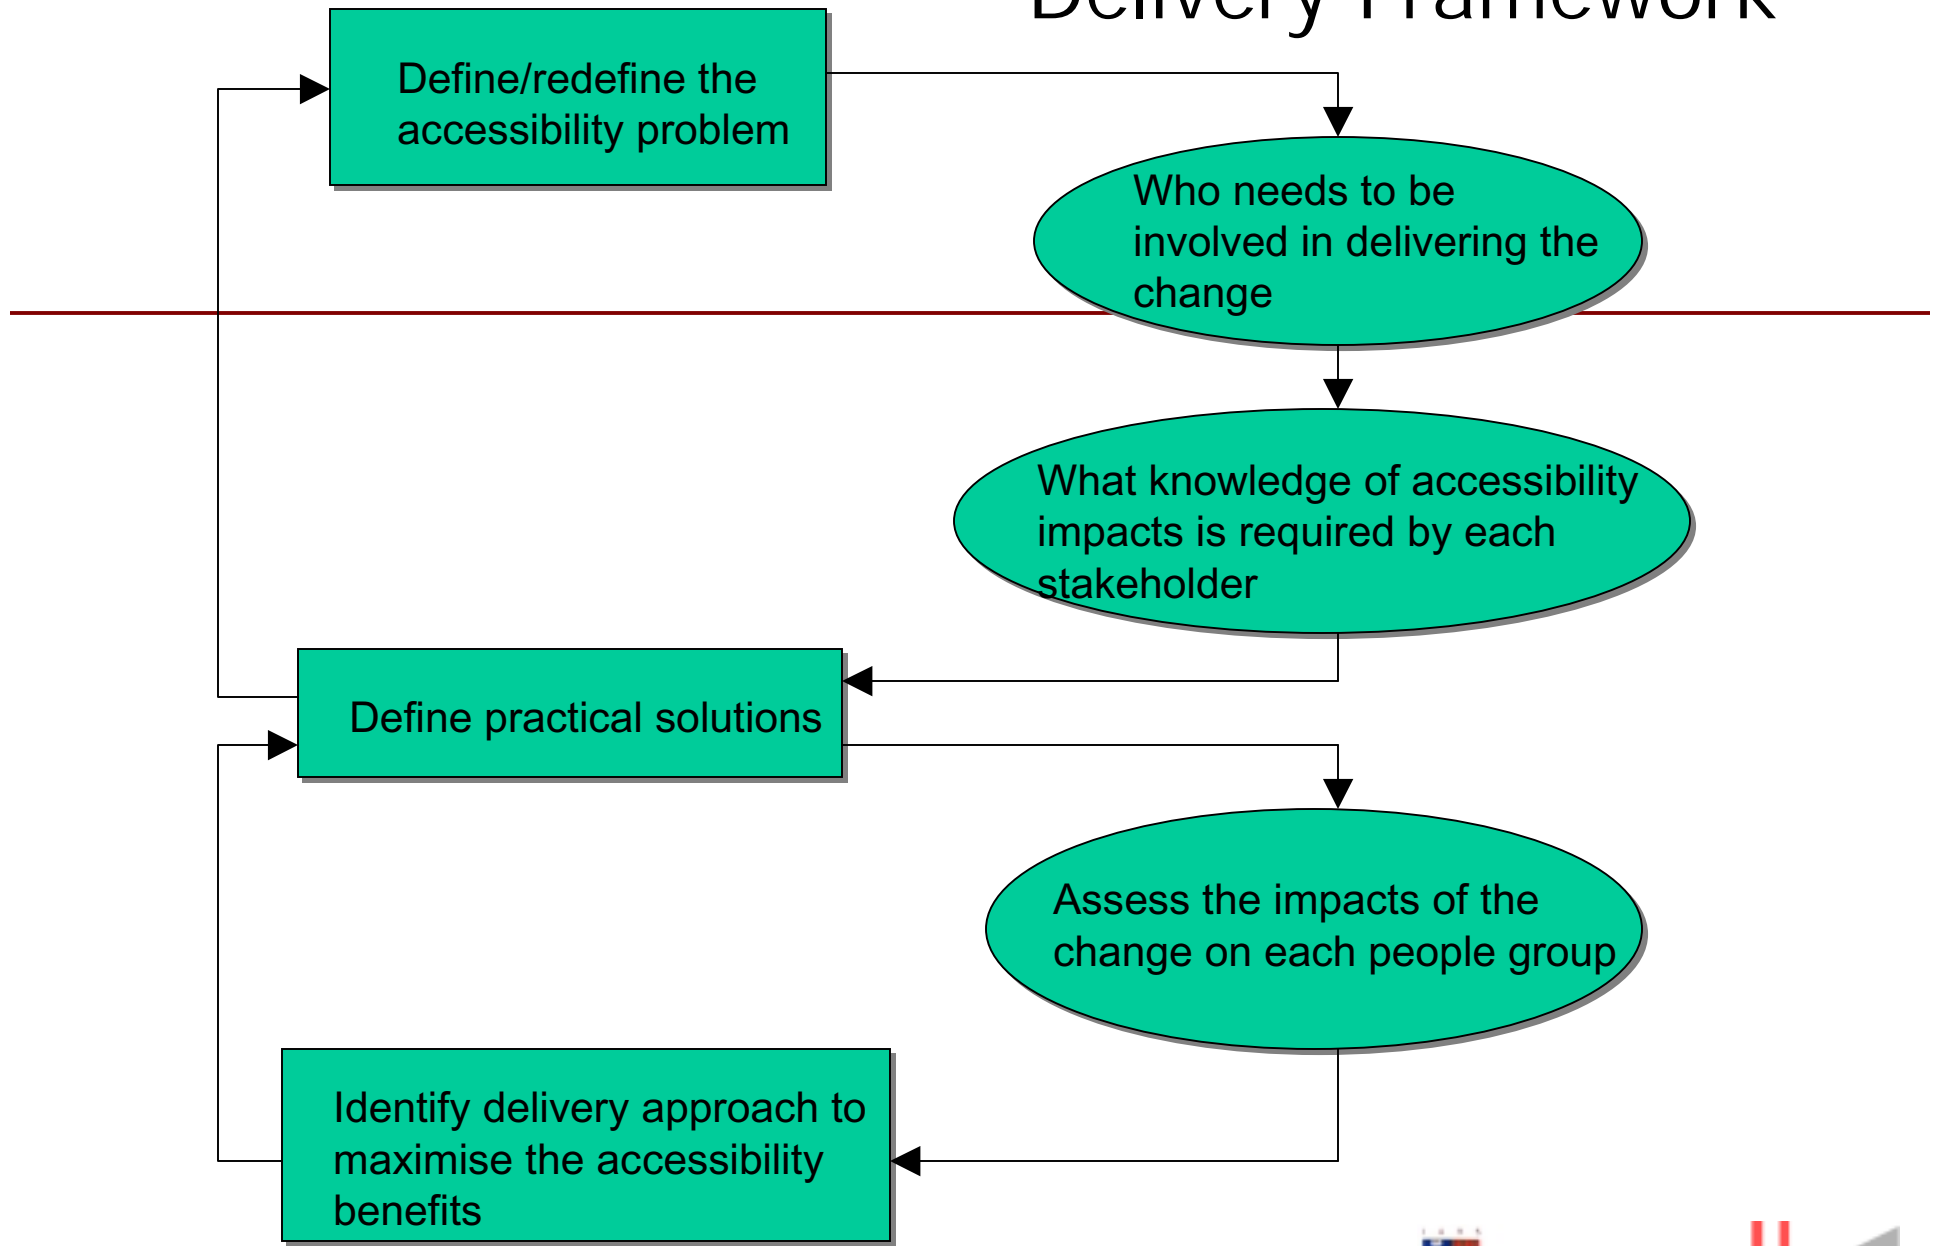 Delivery Framework
Define/redefine the
accessibility problem
Who needs to be
involved in delivering the
change
What knowledge of accessibility
impacts is required by each
stakeholder
Define practical solutions
Assess the impacts of the
change on each people group
Identify delivery approach to
maximise the accessibility
benefits